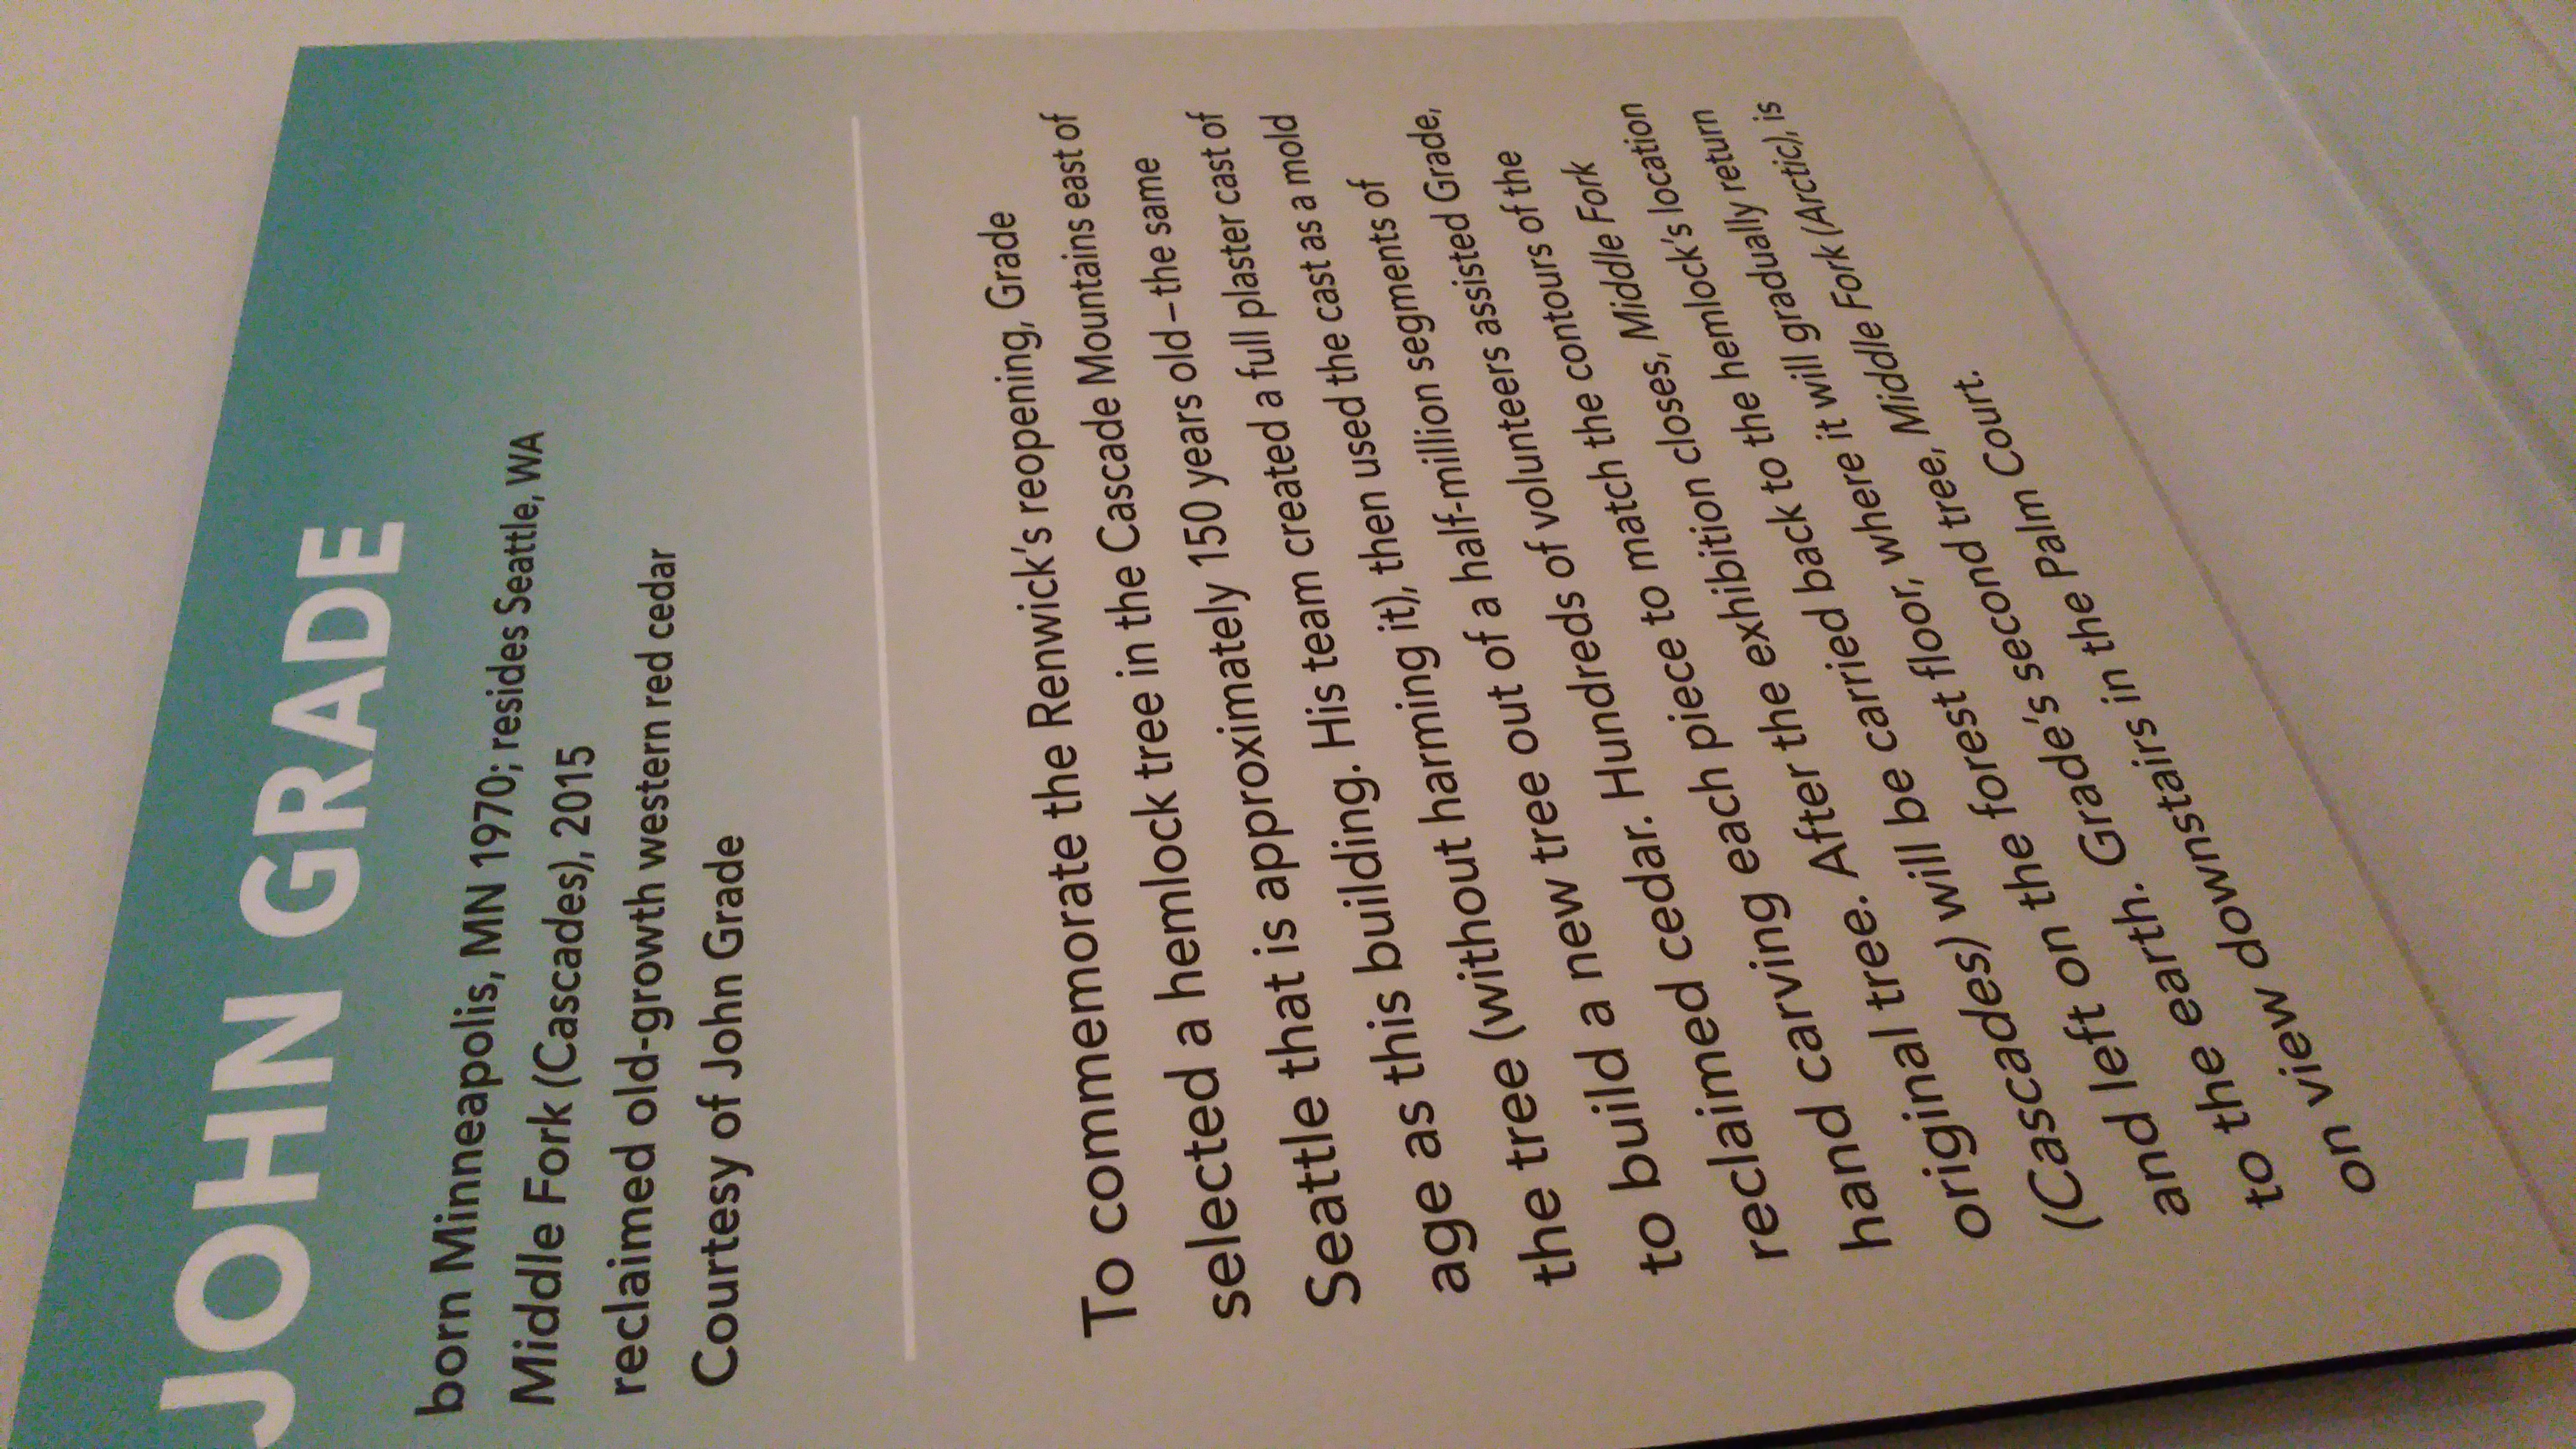 JOHN GRADE
born Minneapolis, MN 1970; resides Seattle, WA
Middle Fork (Cascades), 2015
reclaimed old-growth western red cedar
Courtesy of John Grade
To commemorate the Renwick's reopening, Grade
selected a hemlock tree in the Cascade Mountains east of
Seattle that is approximately 150 years old – the same
age as this building. His team created a full plaster cast of
the tree (without harming it), then used the cast as a mold
to build a new tree out of a half-million segments of
reclaimed cedar. Hundreds of volunteers assisted Grade,
hand carving each piece to match the contours of the
original tree. After the exhibition closes, Middle Fork
(Cascades) will be carried back to the hemlock's location
and left on the forest floor, where it will gradually return
to the earth. Grade's second tree, Middle Fork (Arctic), is
on view downstairs in the Palm Court.